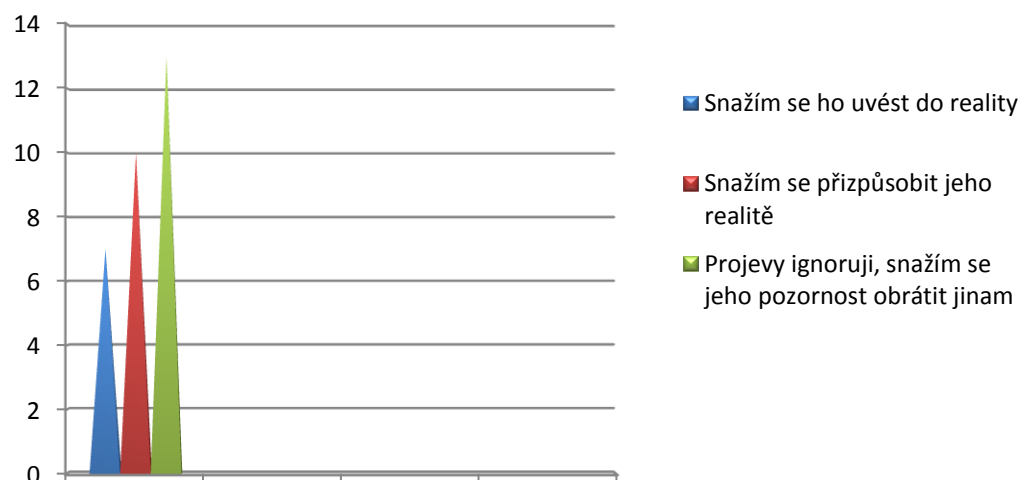 14
12
10
8
6
4
2
0
Snažím se ho uvést do reality
Snažím se přizpůsobit jeho
realitě
Projevy ignoruji, snažím se
jeho pozornost obrátit jinam